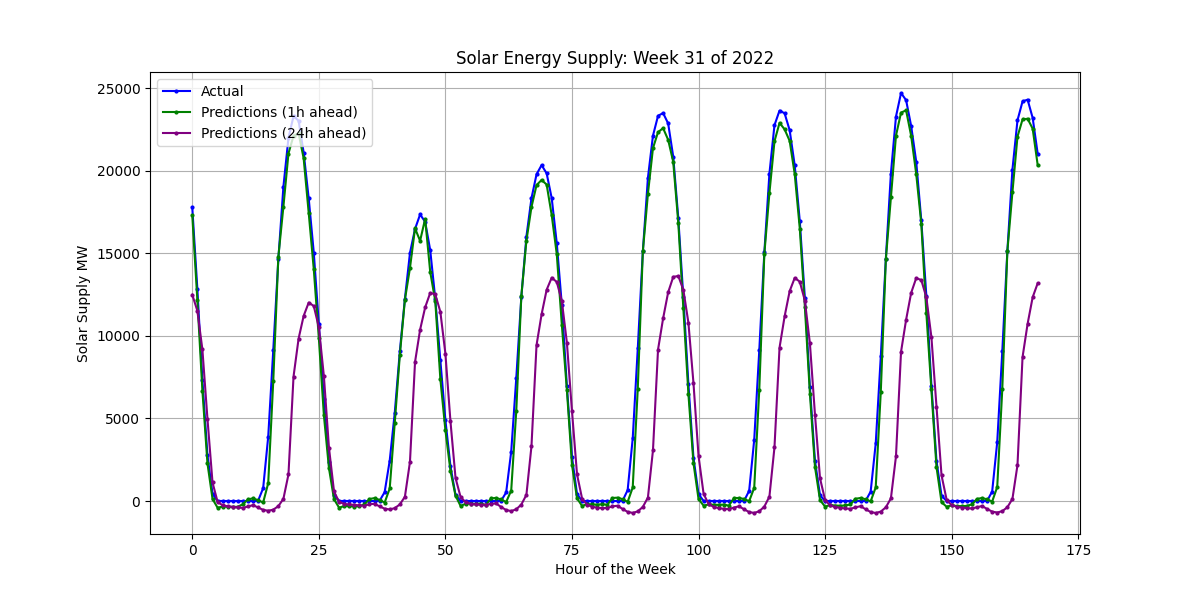 Solar Energy Supply: Week 31 of 2022
Actual
Predictions (1h ahead)
Predictions (24h ahead)
25000
20000
15000
10000
5000
0
Solar Supply MW
0 25 50 75 100 125 150 175
Hour of the Week